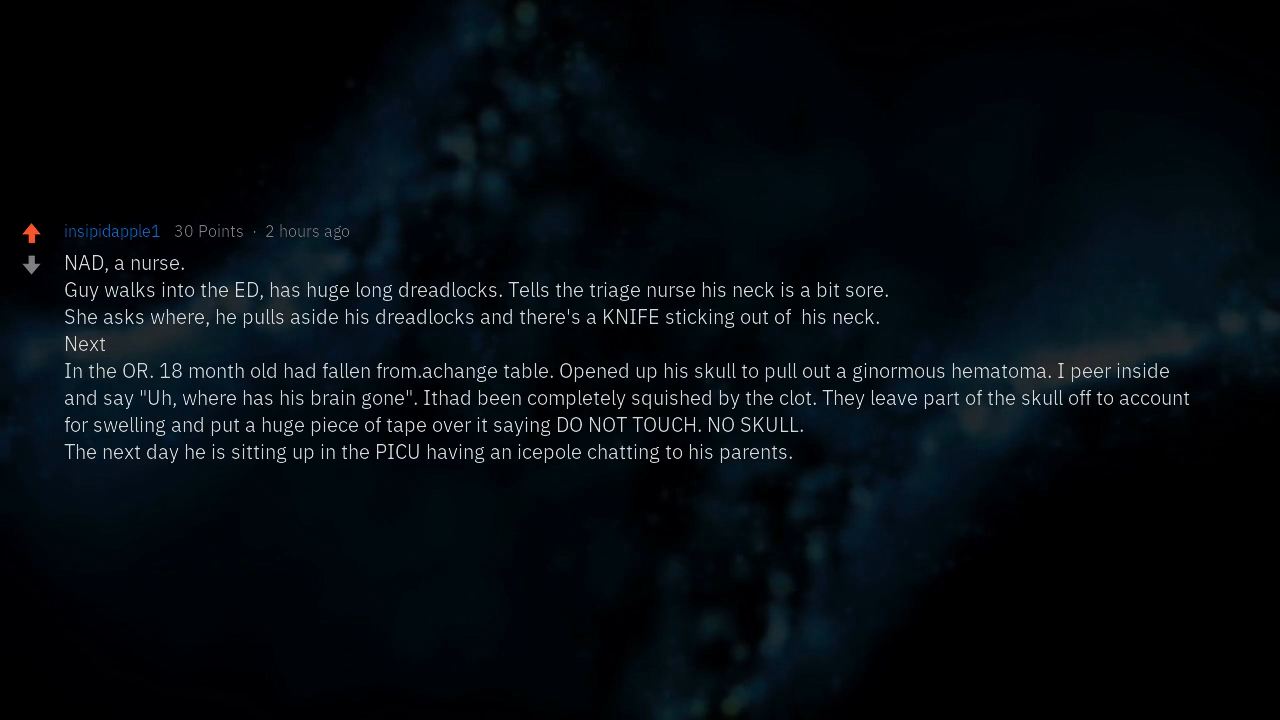 insipidapple1 30 Points · 2 hours ago
NAD, a nurse.
Guy walks into the ED, has huge long dreadlocks. Tells the triage nurse his neck is a bit sore.
She asks where, he pulls aside his dreadlocks and there's a KNIFE sticking out of  his neck.
Next
In the OR. 18 month old had fallen from.achange table. Opened up his skull to pull out a ginormous hematoma. I peer inside
and say "Uh, where has his brain gone". Ithad been completely squished by the clot. They leave part of the skull off to account
for swelling and put a huge piece of tape over it saying DO NOT TOUCH. NO SKULL.
The next day he is sitting up in the PICU having an icepole chatting to his parents.